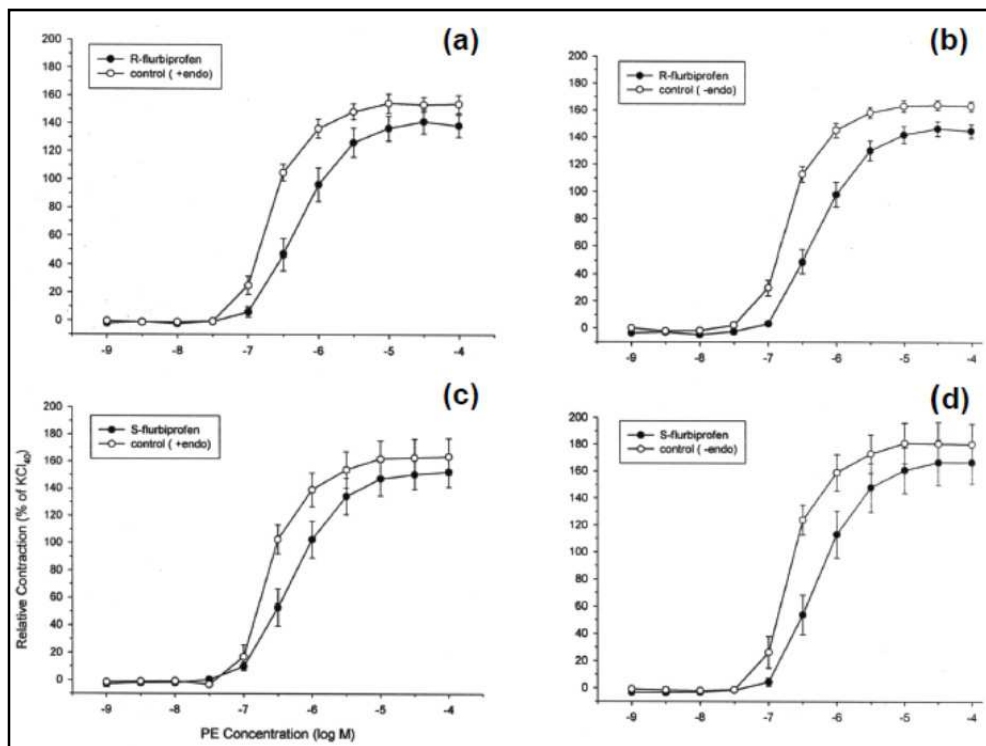 (a)
R-flurbiprofen
control ( +endo)
200
180
160
140
120
100
80
60
40
20
0
-9 -8 -7 -6 -5 -4
(b)
R-flurbiprofen
control ( -endo)
200
180
160
140
120
100
80
60
40
20
0
-9 -8 -7 -6 -5 -4
(c)
S-flurbiprofen
control ( +endo)
200
180
160
140
120
100
80
60
40
20
0
-9 -8 -7 -6 -5 -4
Relative Contraction (% of KCl40)
PE Concentration (log M)
(d)
S-flurbiprofen
control ( -endo)
200
180
160
140
120
100
80
60
40
20
0
-9 -8 -7 -6 -5 -4